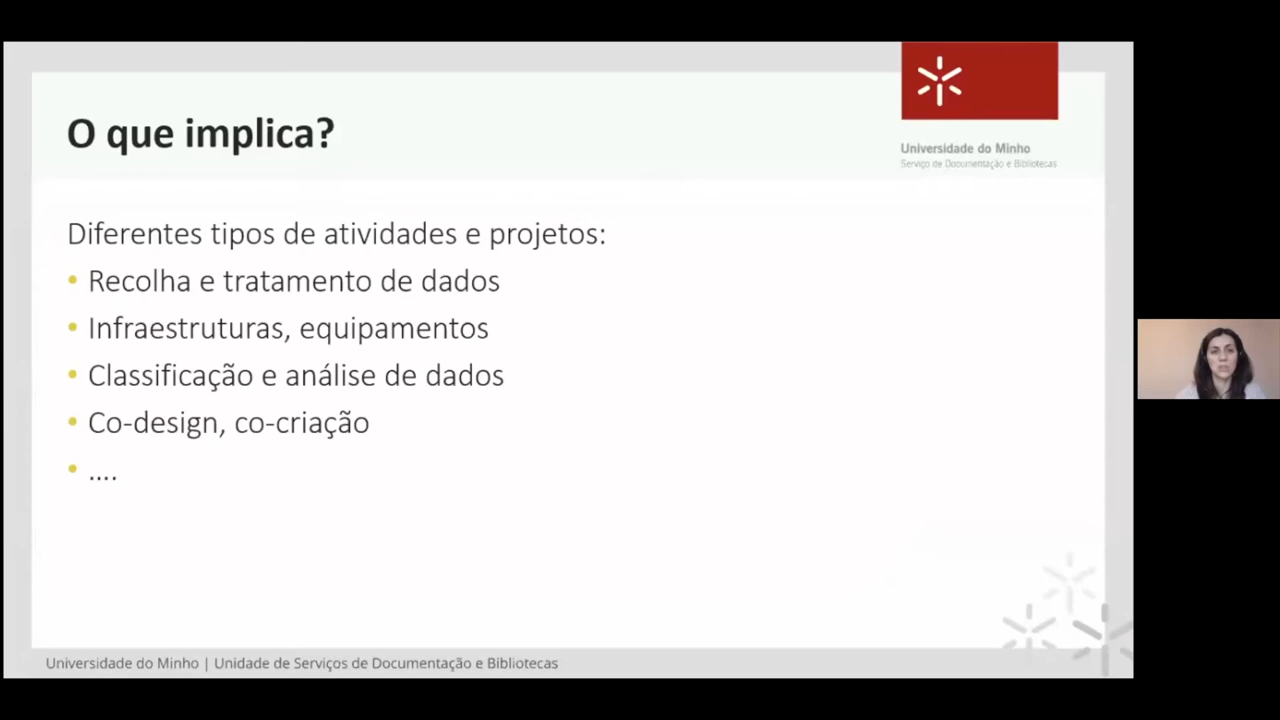 O que implica?
Universidade do Minho
Serviço de Documentação e Bibliotecas
Diferentes tipos de atividades e projetos:
• Recolha e tratamento de dados
• Infraestruturas, equipamentos
• Classificação e análise de dados
• Co-design, co-criação
• ....
Universidade do Minho | Unidade de Serviços de Documentação e Bibliotecas